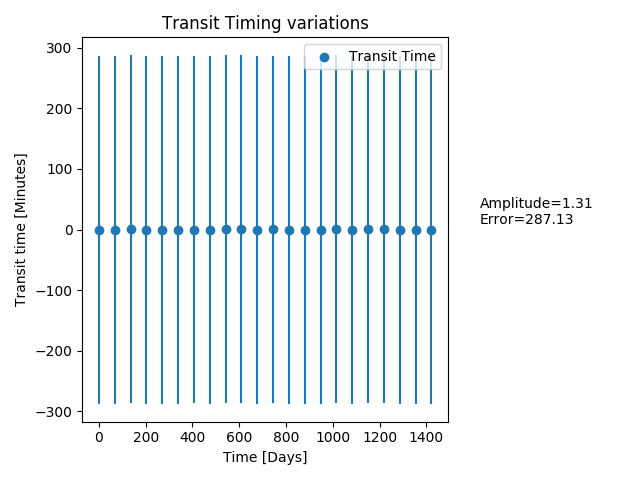 Transit Timing variations
Transit Time
300
200
100
0
−100
−200
−300
Transit time [Minutes]
Amplitude=1.31
Error=287.13
0 200 400 600 800 1000 1200 1400
Time [Days]